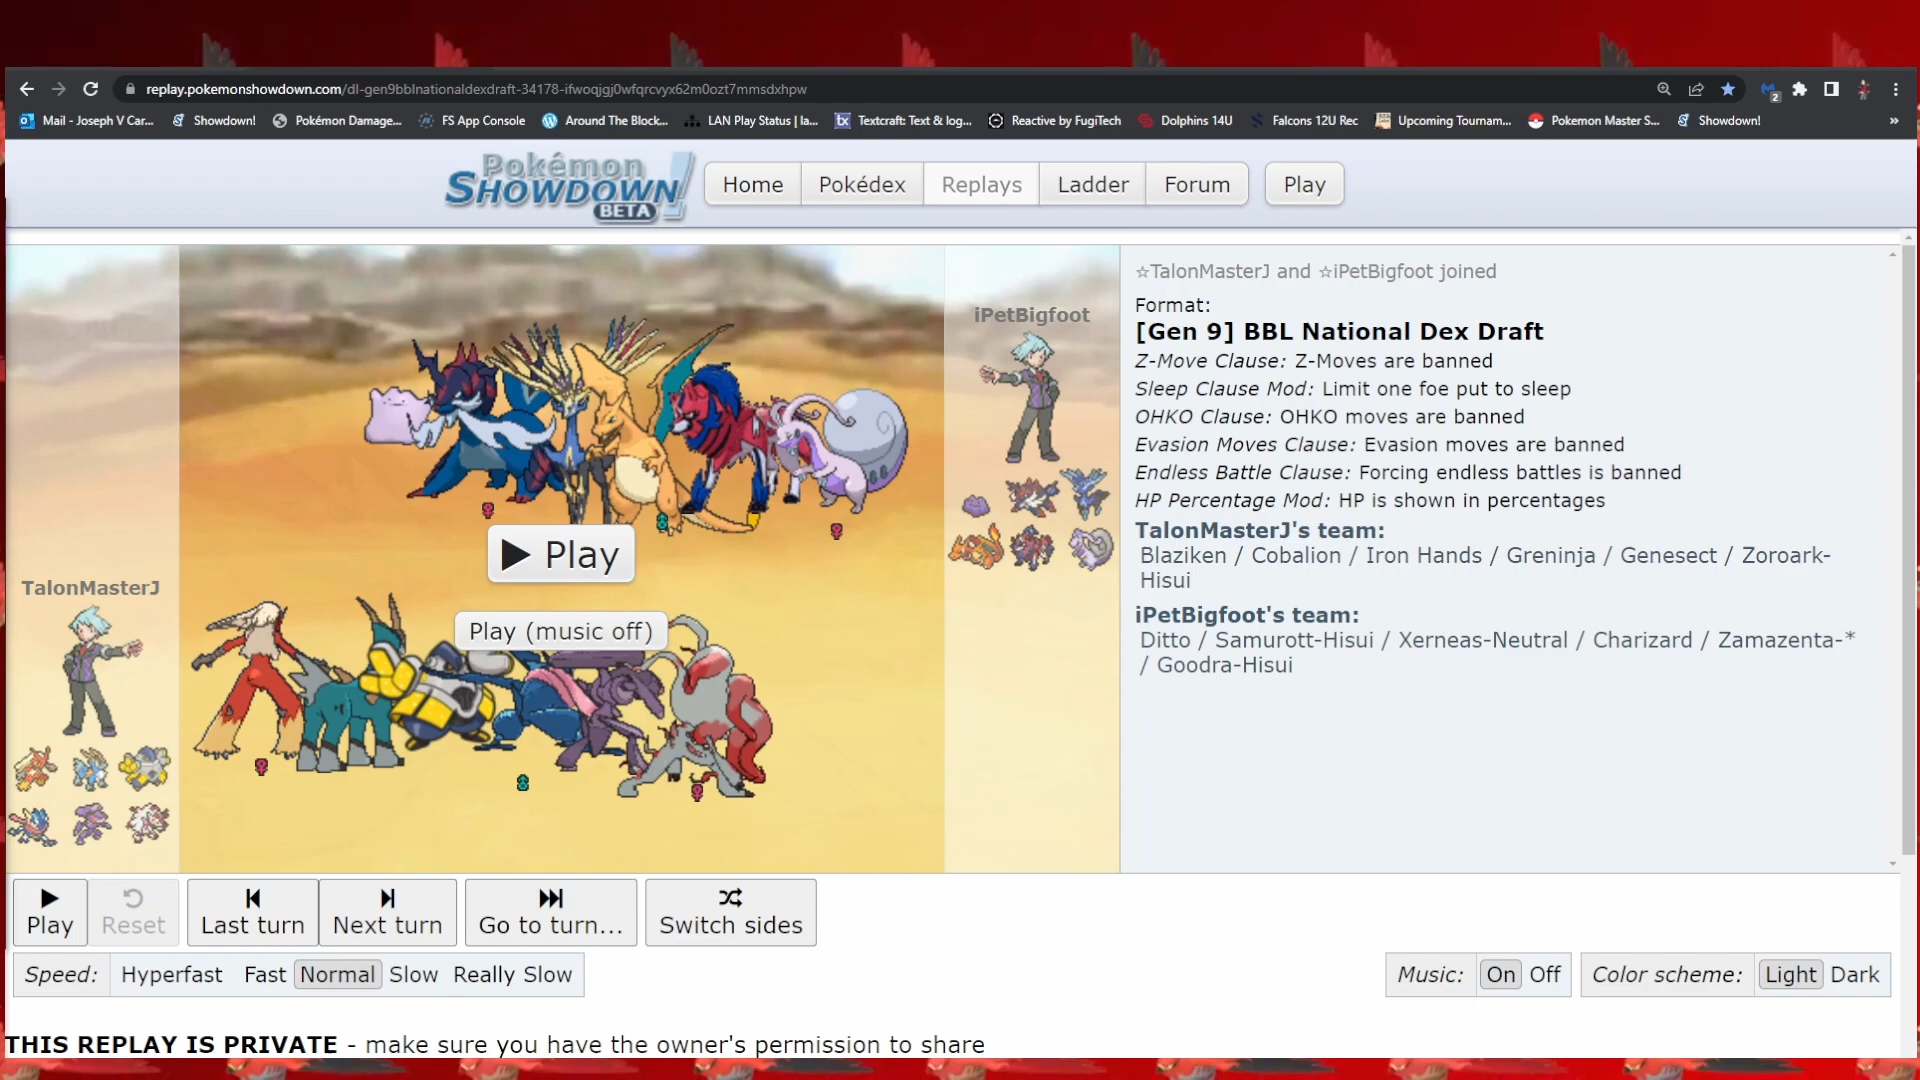 replay.pokemonshowdown.com/dl-gen9bblnationaldexdraft-34178-ifwoqjgj0wfqrcvyx62m0ozt7mmsdxhpw
2
Mail - Joseph V Car... Showdown! Pokémon Damage... FS App Console Around The Block... LAN Play Status | la... Textcraft: Text & log... Reactive by FugiTech Dolphins 14U Falcons 12U Rec Upcoming Tournam... Pokemon Master S... Showdown! »
Pokémon
SHOWDOWN!
BETA
Home Pokédex Replays Ladder Forum Play
☆TalonMasterJ and ☆iPetBigfoot joined
Format:
[Gen 9] BBL National Dex Draft
Z-Move Clause: Z-Moves are banned
Sleep Clause Mod: Limit one foe put to sleep
OHKO Clause: OHKO moves are banned
Evasion Moves Clause: Evasion moves are banned
Endless Battle Clause: Forcing endless battles is banned
HP Percentage Mod: HP is shown in percentages
TalonMasterJ's team:
Blaziken / Cobalion / Iron Hands / Greninja / Genesect / Zoroark-
Hisui
iPetBigfoot's team:
Ditto / Samurott-Hisui / Xerneas-Neutral / Charizard / Zamazenta-*
/ Goodra-Hisui
iPetBigfoot
TalonMasterJ
Play
Play (music off)
Play Reset Last turn Next turn Go to turn... Switch sides
Speed: Hyperfast Fast Normal Slow Really Slow
Music: On Off Color scheme: Light Dark
THIS REPLAY IS PRIVATE - make sure you have the owner's permission to share